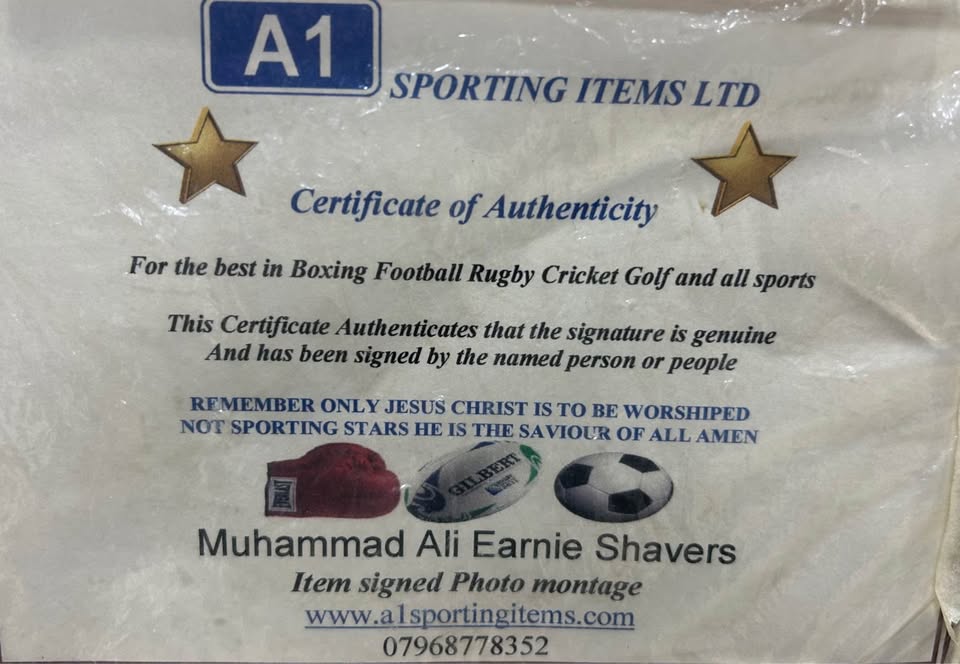 A1
SPORTING ITEMS LTD
Certificate of Authenticity
For the best in Boxing Football Rugby Cricket Golf and all sports
This Certificate Authenticates that the signature is genuine
And has been signed by the named person or people
REMEMBER ONLY JESUS CHRIST IS TO BE WORSHIPED
NOT SPORTING STARS HE IS THE SAVIOUR OF ALL AMEN
EVERLAST
GILBERT
Muhammad Ali Earnie Shavers
Item signed Photo montage
www.a1sportingitems.com
07968778352